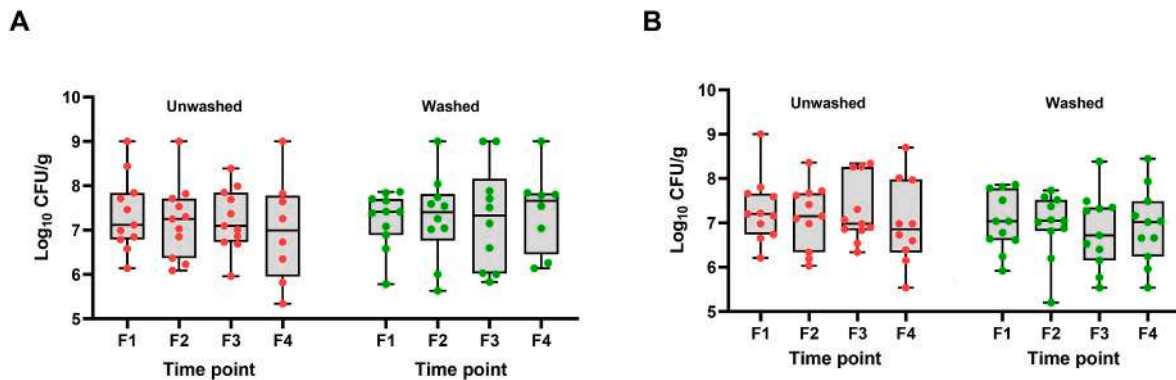 A
Unwashed
Washed
Log10 CFU/g
10
9
8
7
6
5
F1 F2 F3 F4 F1 F2 F3 F4
Time point Time point
B
Unwashed
Washed
Log10 CFU/g
10
9
8
7
6
5
F1 F2 F3 F4 F1 F2 F3 F4
Time point Time point